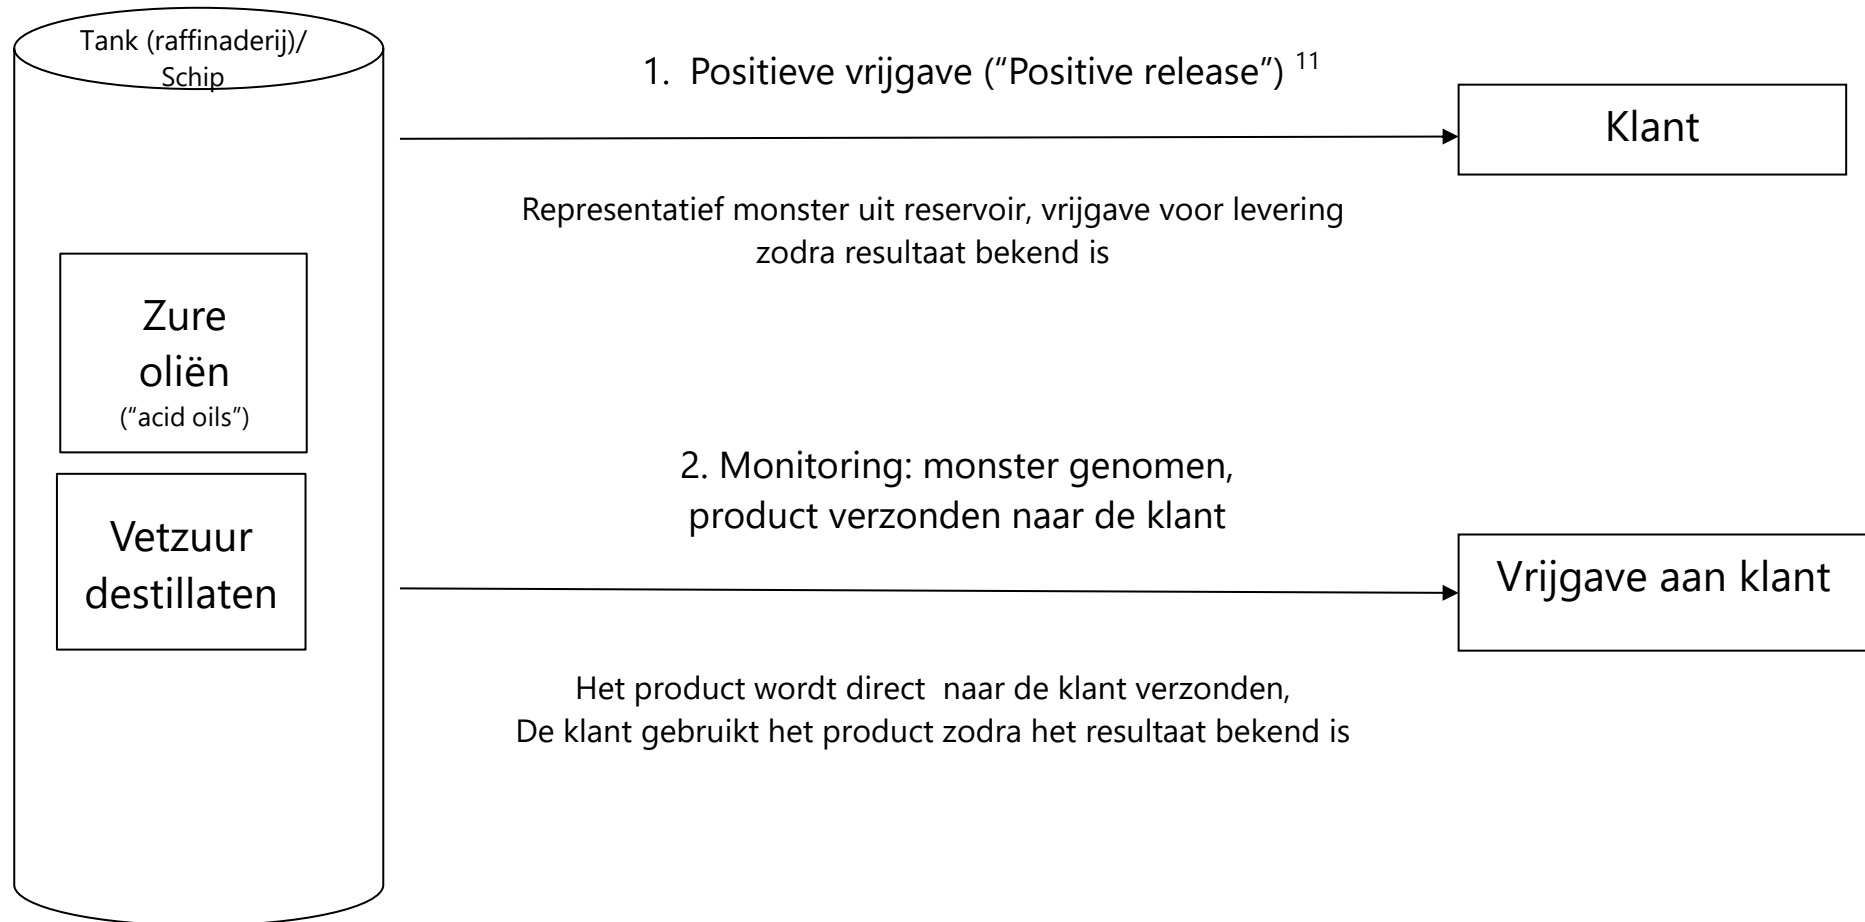 Tank (raffinaderij)/
Schip
1. Positieve vrijgave (“Positive release”) 11
Klant
Representatief monster uit reservoir, vrijgave voor levering
zodra resultaat bekend is
Zure
oliën
(“acid oils”)
2. Monitoring: monster genomen,
product verzonden naar de klant
Vetzuur
destillaten
Vrijgave aan klant
Het product wordt direct  naar de klant verzonden,
De klant gebruikt het product zodra het resultaat bekend is